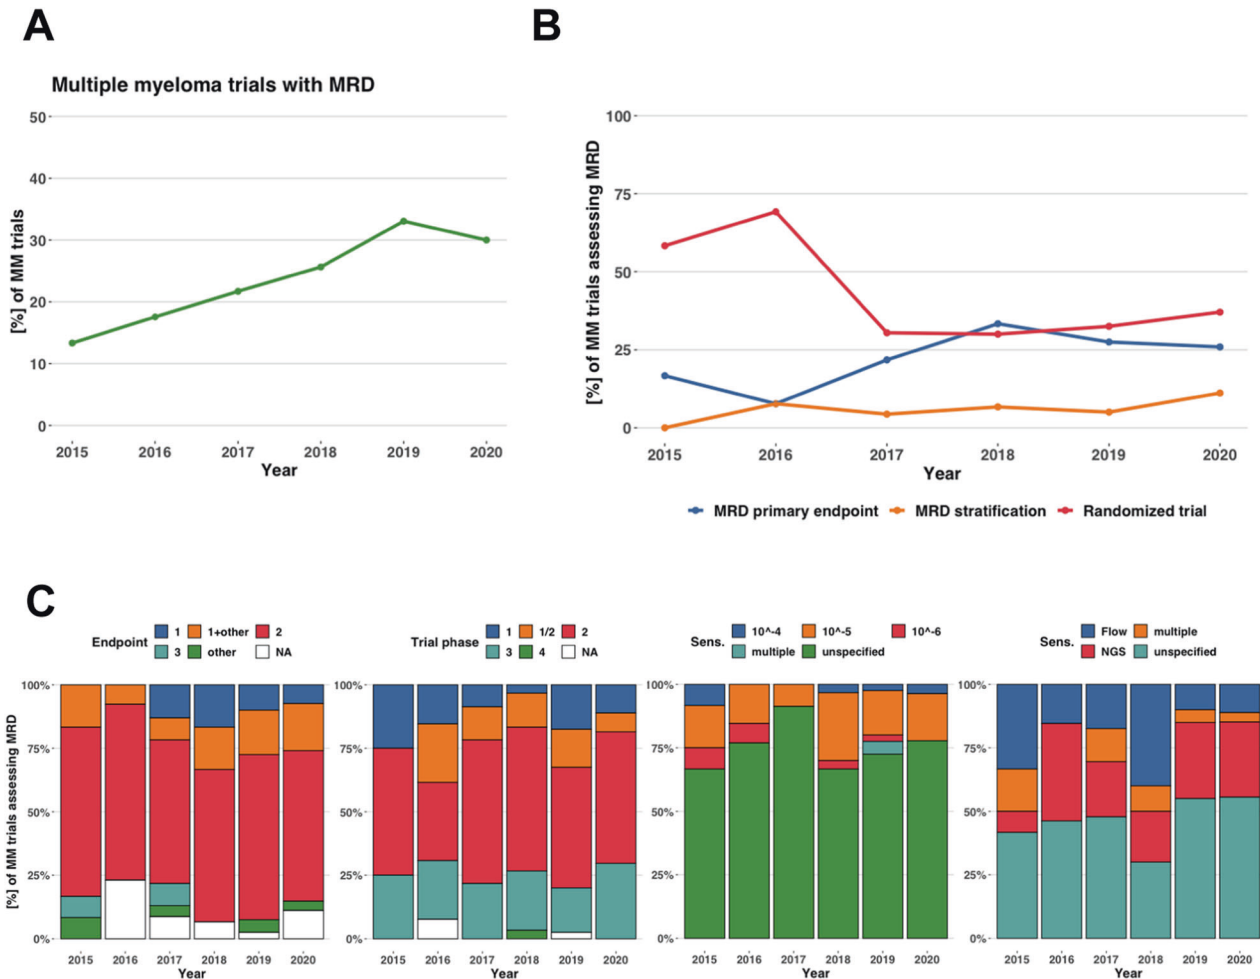 A
B
Multiple myeloma trials with MRD
[%] of MM trials
50
40
30
20
10
0
2015 2016 2017 2018 2019 2020
Year
[%] of MM trials assessing MRD
100
75
50
25
0
2015 2016 2017 2018 2019 2020
Year
MRD primary endpoint MRD stratification Randomized trial
C
[%] of MM trials assessing MRD
Endpoint 1 1+other 2
3 other NA
100%
75%
50%
25%
0%
2015 2016 2017 2018 2019 2020
Year
Trial phase 1 1/2 2
3 4 NA
100%
75%
50%
25%
0%
2015 2016 2017 2018 2019 2020
Year
Sens. 10^-4 10^-5 10^-6
multiple unspecified
100%
75%
50%
25%
0%
2015 2016 2017 2018 2019 2020
Year
Sens. Flow multiple
NGS unspecified
100%
75%
50%
25%
0%
2015 2016 2017 2018 2019 2020
Year